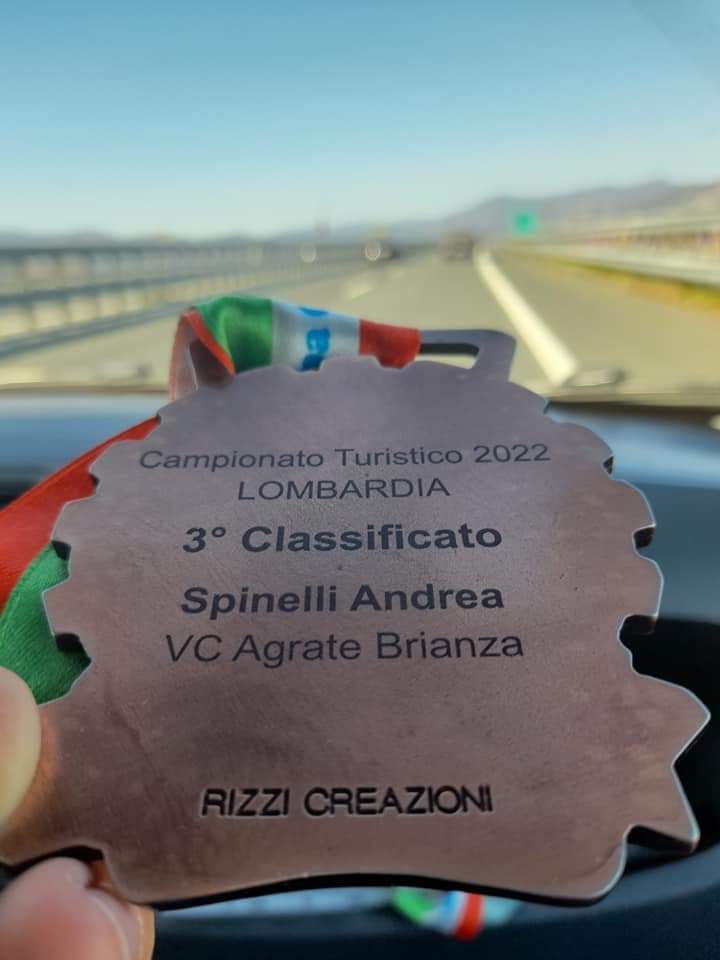 Campionato Turistico 2022
LOMBARDIA
3° Classificato
Spinelli Andrea
VC Agrate Brianza
RIZZI CREAZIONI